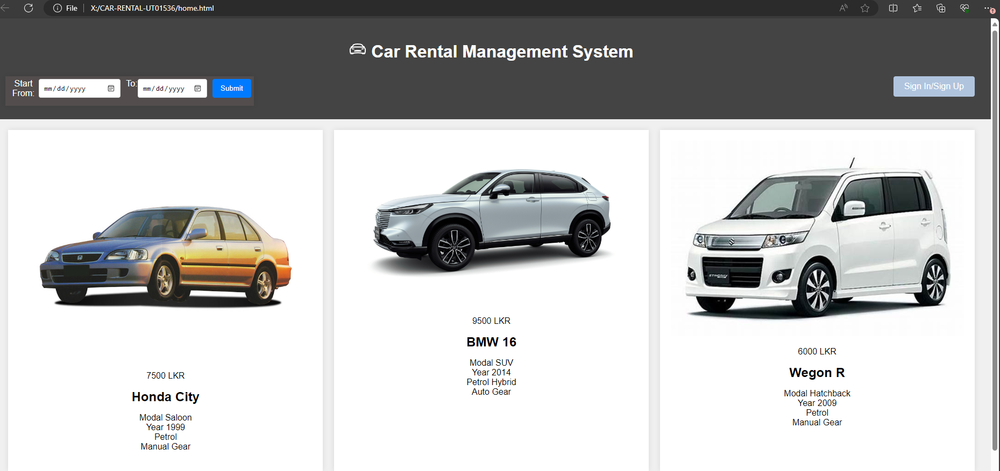 File
X:/CAR-RENTAL-UT01536/home.html
Car Rental Management System
Start From:
mm/dd/yyyy
To:
mm/dd/yyyy
Submit
Sign In/Sign Up
7500 LKR
Honda City
Modal Saloon
Year 1999
Petrol
Manual Gear
9500 LKR
BMW 16
Modal SUV
Year 2014
Petrol Hybrid
Auto Gear
STINGRAY
6000 LKR
Wegon R
Modal Hatchback
Year 2009
Petrol
Manual Gear